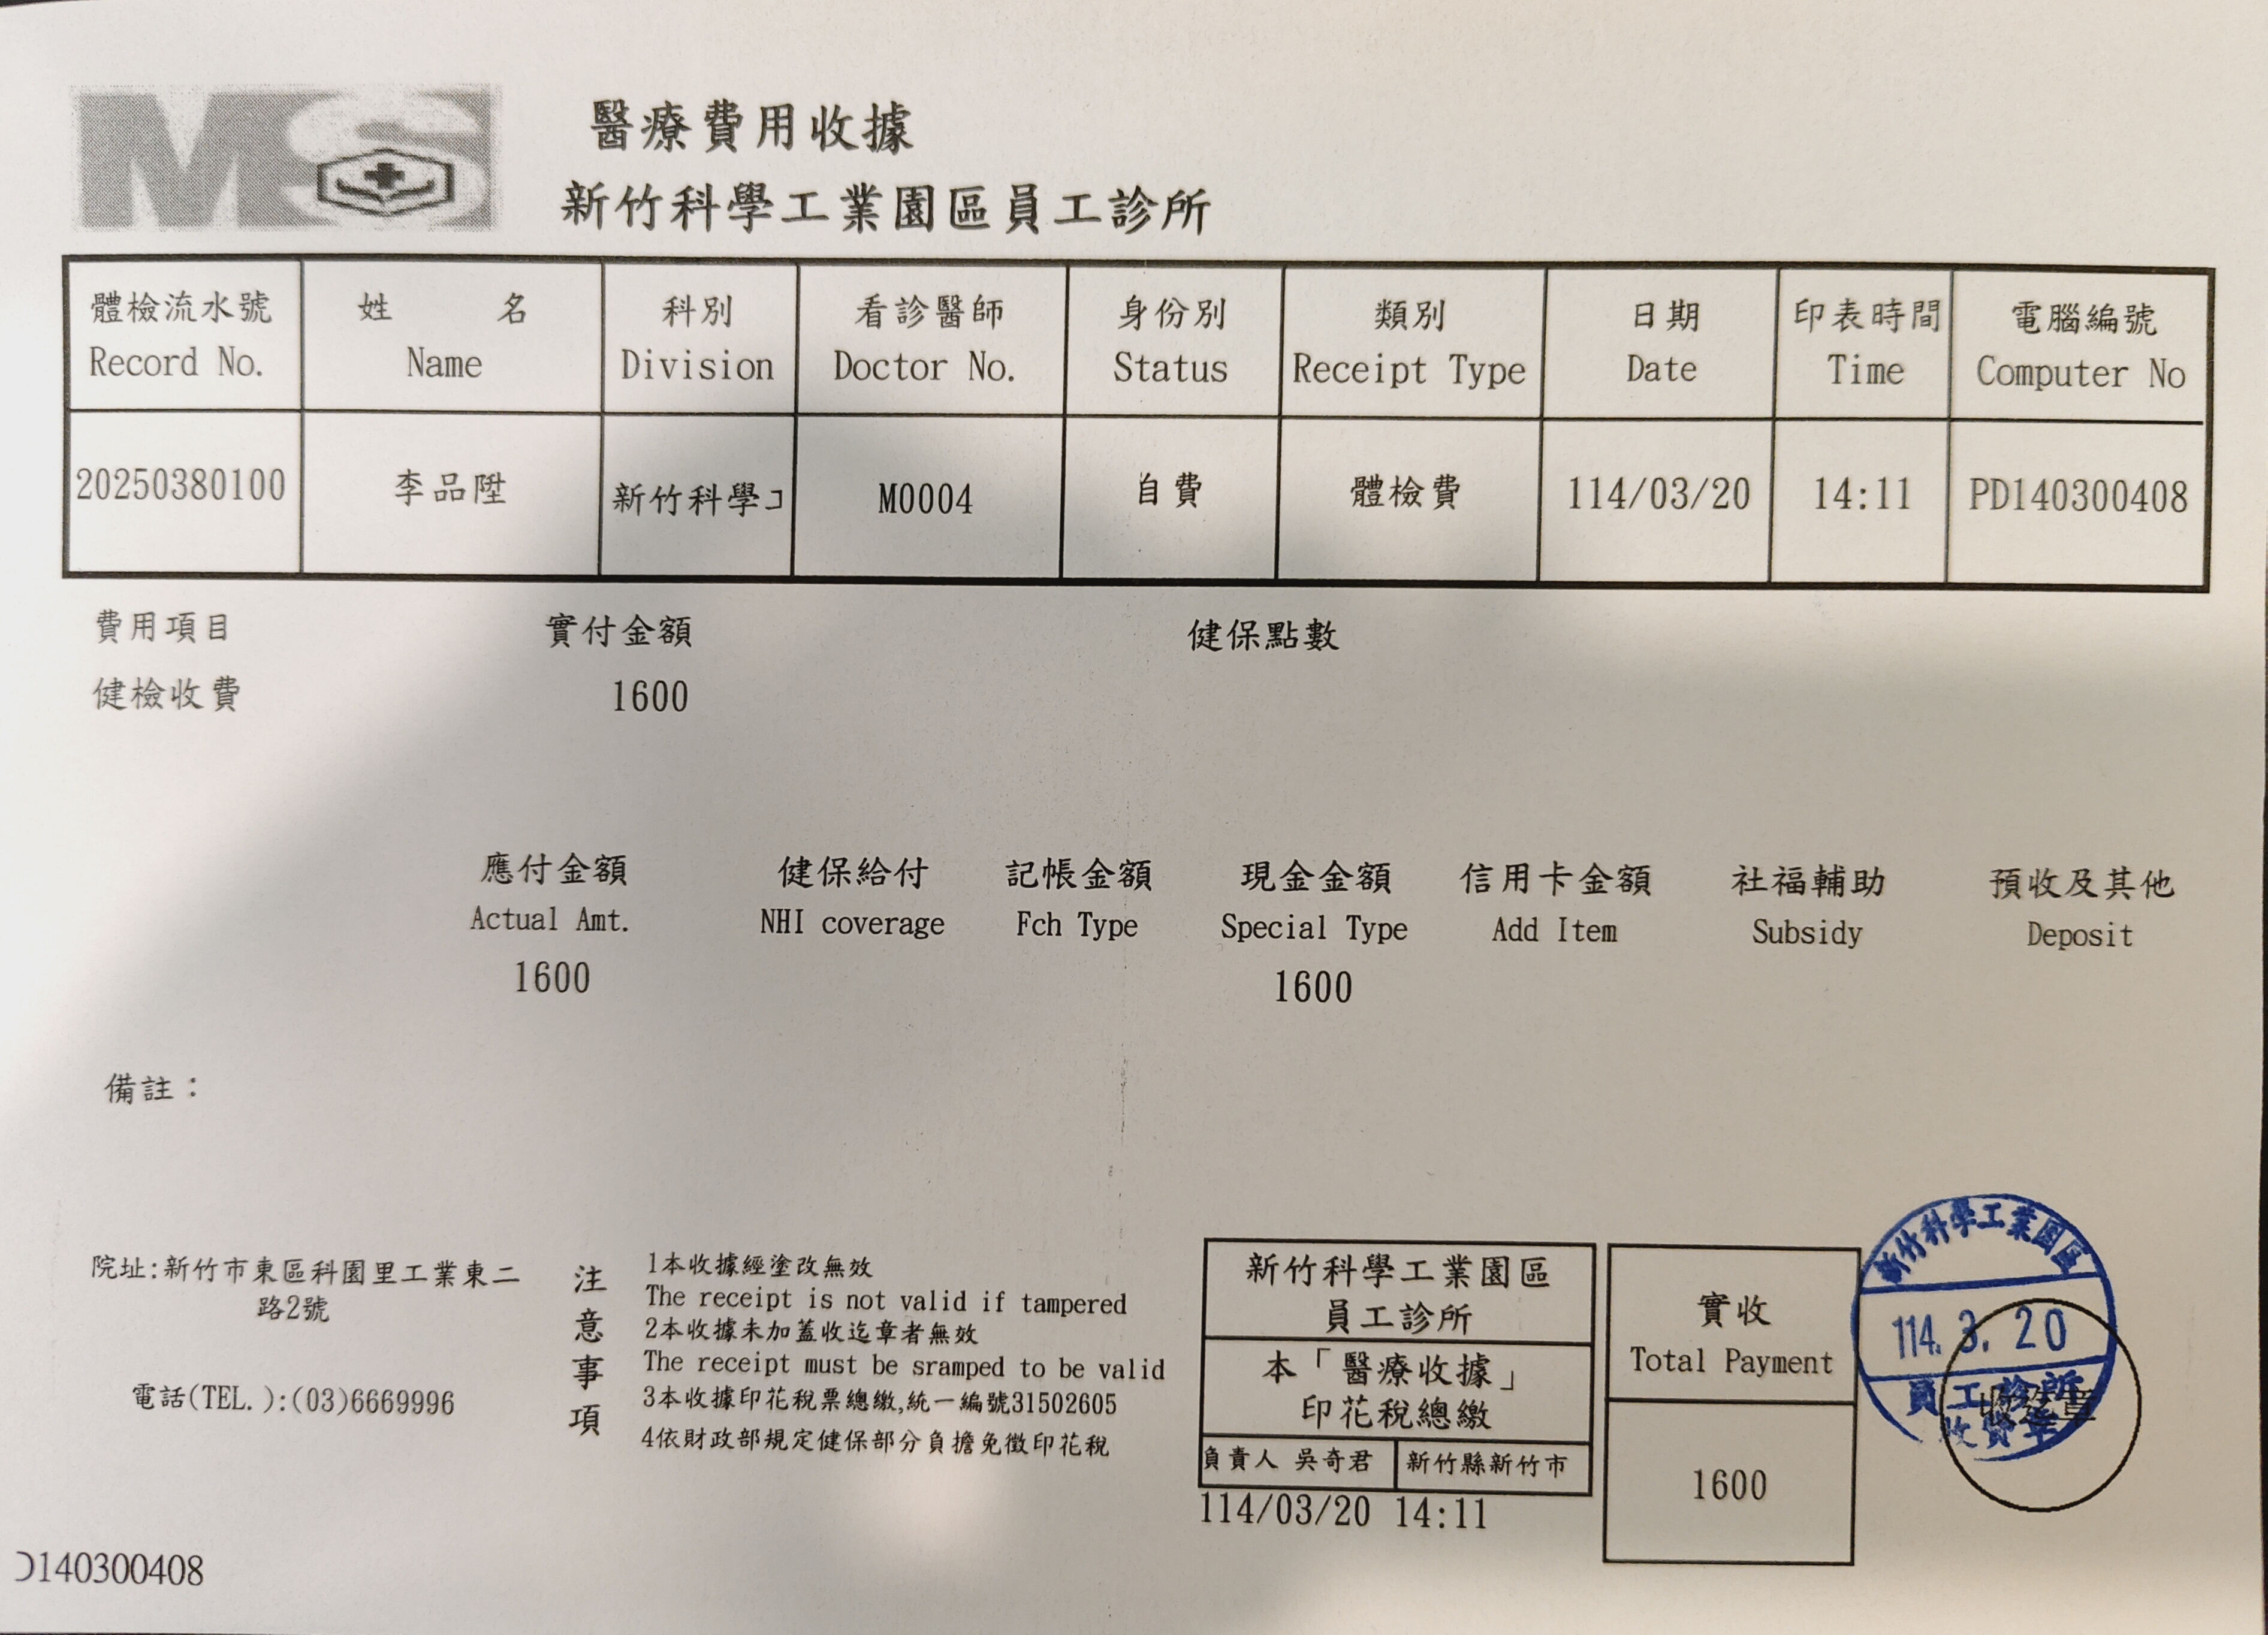 MS
醫療費用收據
新竹科學工業園區員工診所
體檢流水號 姓 名 科別 看診醫師 身份別 類別 日期 印表時間 電腦編號
Record No. Name Division Doctor No. Status Receipt Type Date Time Computer No
20250380100 李品陞 新竹科學 M0004 自費 體檢費 114/03/20 14:11 PD140300408
費用項目 實付金額 健保點數
健檢收費 1600
應付金額 健保給付 記帳金額 現金金額 信用卡金額 社福輔助 預收及其他
Actual Amt. NHI coverage Fch Type Special Type Add Item Subsidy Deposit
1600 1600
備註：
院址:新竹市東區科園里工業東二
路2號
電話(TEL.):(03)6669996
注意事項
1本收據經塗改無效
The receipt is not valid if tampered
2本收據未加蓋收迄章者無效
The receipt must be sramped to be valid
3本收據印花稅票總繳,統一編號31502605
4依財政部規定健保部分負擔免徵印花稅
新竹科學工業園區
員工診所
本「醫療收據」
印花稅總繳
負責人 吳奇君 新竹縣新竹市
114/03/20 14:11
實收
Total Payment
1600
新竹科學工業園區
114. 3. 20
員工診所
收費章
收迄章
140300408